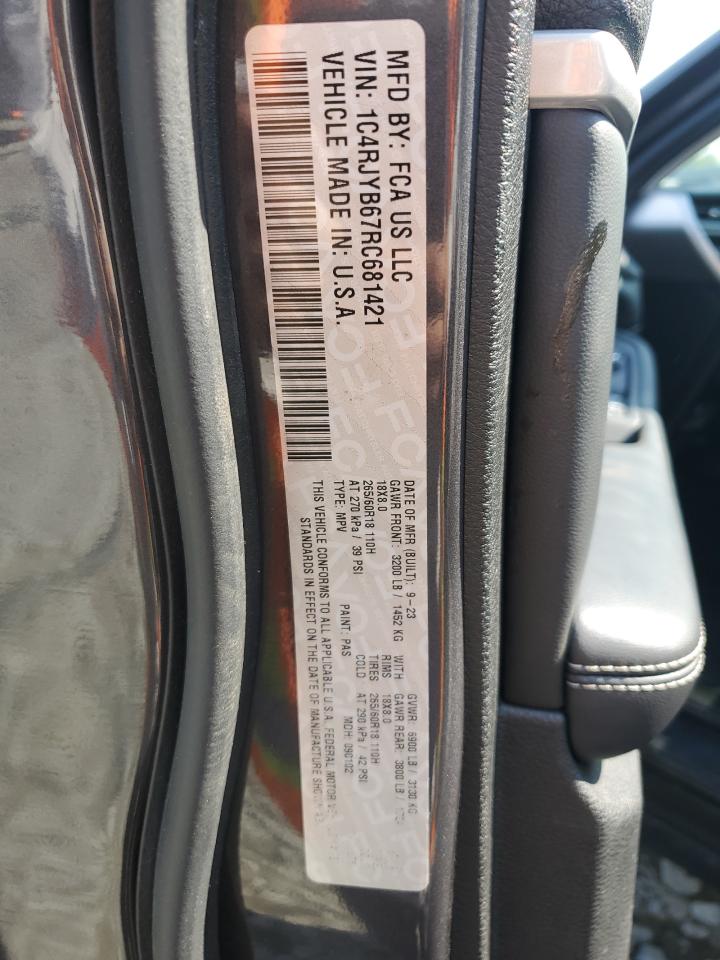 MFD BY: FCA US LLC
VIN: 1C4RJYB67RC681421
VEHICLE MADE IN: U.S.A.
DATE OF MFR (BUILT): 9-23 GVWR: 6900 LB / 3130 KG
GAWR FRONT: 3200 LB / 1452 KG WITH GAWR REAR: 3800 LB /
18X8.0 RIMS 18X8.0
265/60R18 110H TIRES 265/60R18 110H
AT 270 kPa / 39 PSI COLD AT 290 kPa / 42 PSI
TYPE: MPV PAINT: PAS MDH: 090102
THIS VEHICLE CONFORMS TO ALL APPLICABLE U.S.A. FEDERAL MOTOR
STANDARDS IN EFFECT ON THE DATE OF MANUFACTURE